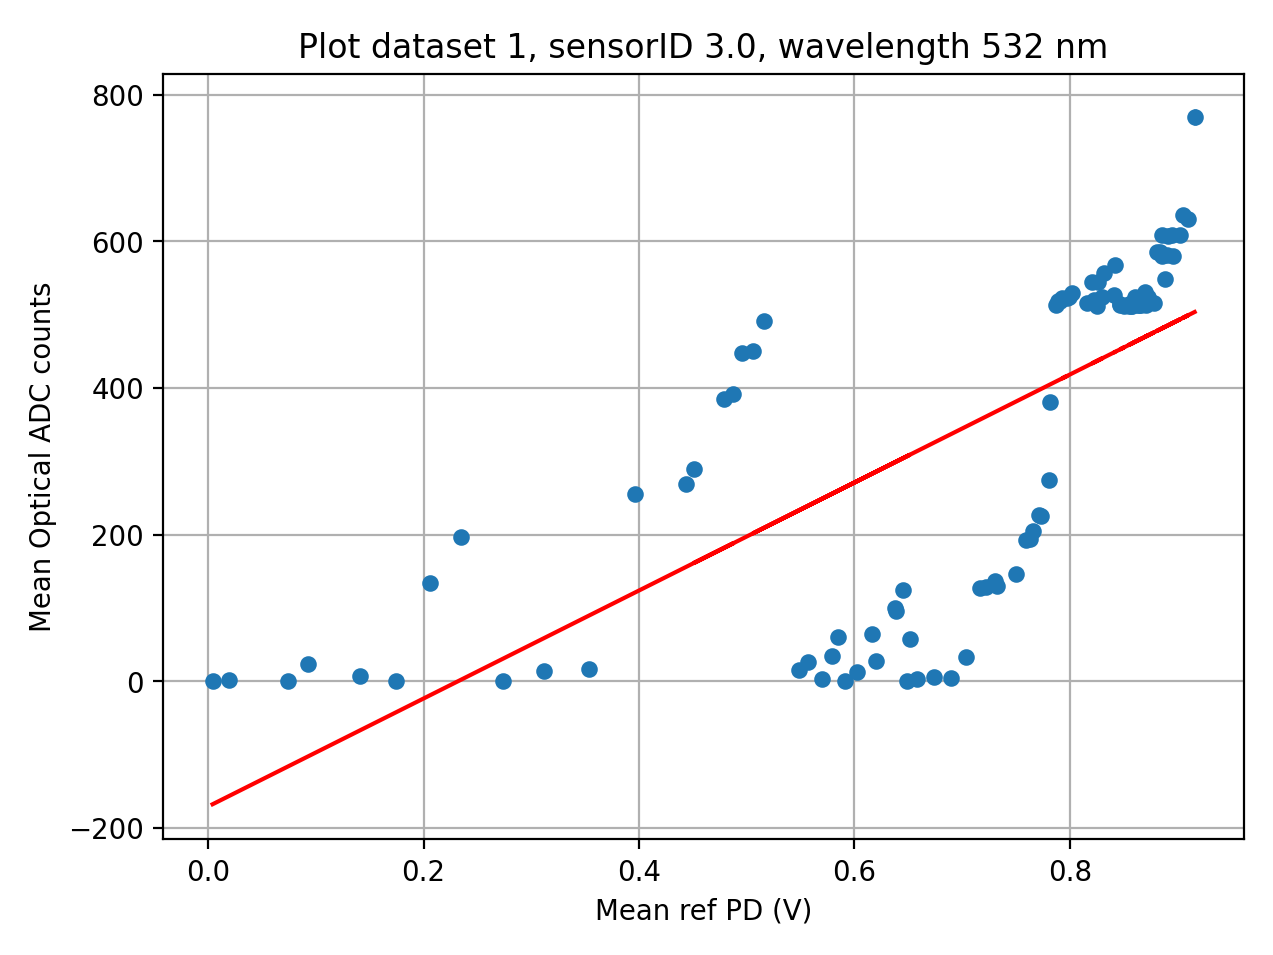 Plot dataset 1, sensorID 3.0, wavelength 532 nm
800
600
400
200
0
−200
Mean Optical ADC counts
0.0 0.2 0.4 0.6 0.8
Mean ref PD (V)